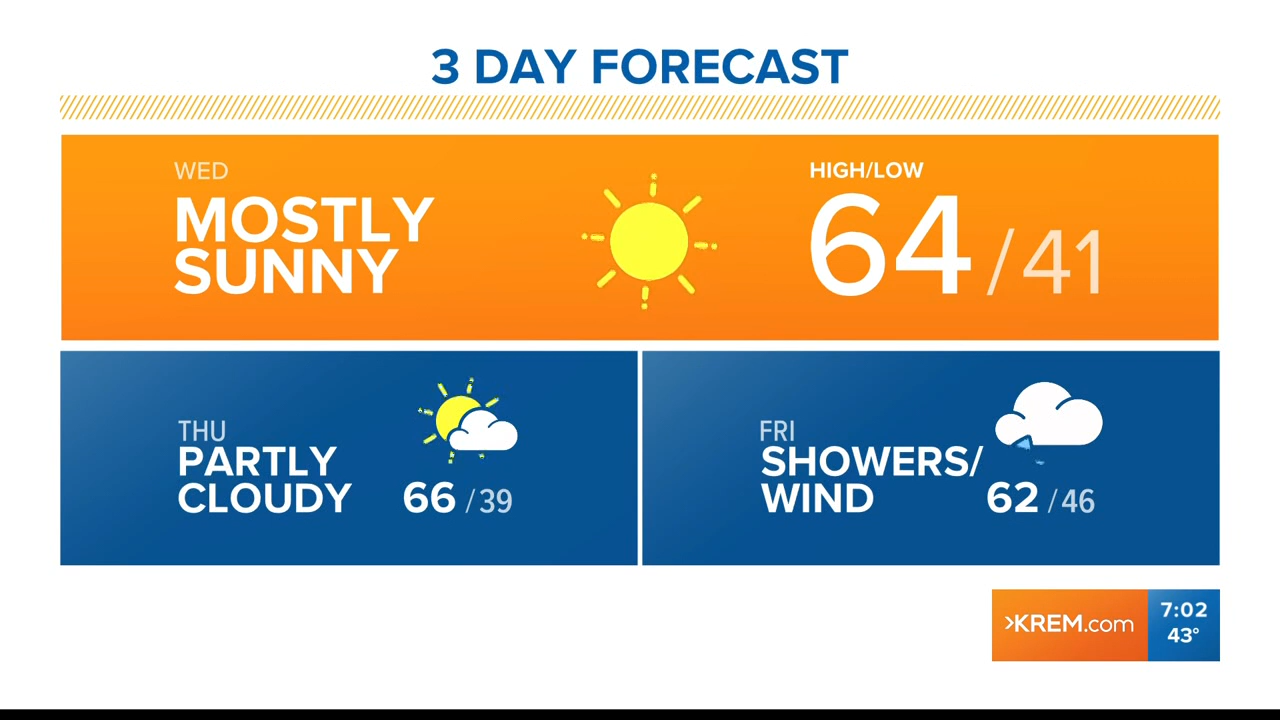 3 DAY FORECAST
WED
MOSTLY
SUNNY
HIGH/LOW
64/41
THU
PARTLY
CLOUDY
66/39
FRI
SHOWERS/
WIND
62/46
>KREM.com
7:02
43°